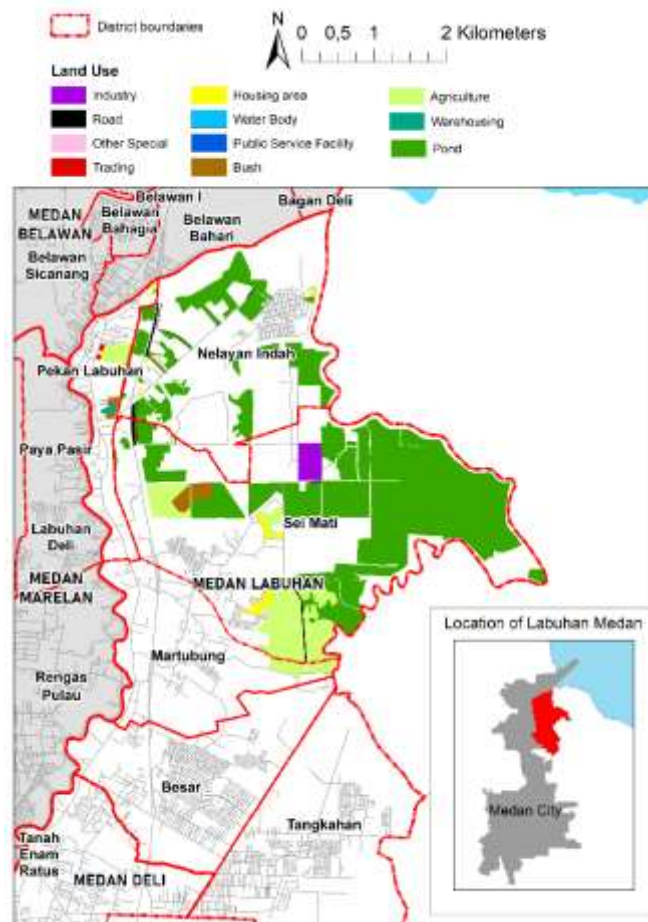 District boundaries
0 0,5 1 2 Kilometers
N
Land Use
Industry
Road
Other Special
Trading
Housing area
Water Body
Public Service Facility
Bush
Agriculture
Warehousing
Pond
Belawan I
Bagan Deli
MEDAN
BELAWAN
Belawan
Bahagia
Belawan
Bahari
Belawan
Sicanang
Nelayan Indah
Pekan Labuhan
Paya Pasir
Sei Mati
Labuhan
Deli
MEDAN
MARELAN
MEDAN LABUHAN
Martubung
Rengas
Pulau
Besar
Tangkahan
Tanah
Enam
Ratus
MEDAN DELI
Location of Labuhan Medan
Medan City